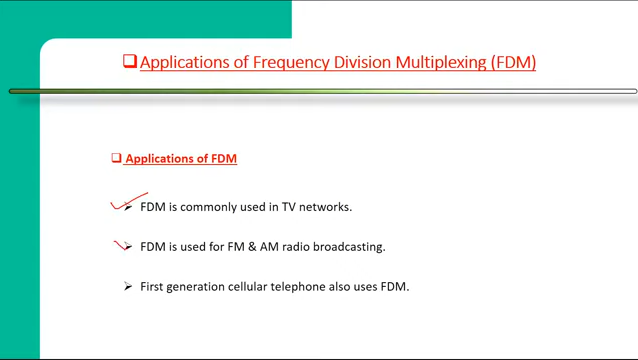 Applications of Frequency Division Multiplexing (FDM)
Applications of FDM
FDM is commonly used in TV networks.
FDM is used for FM & AM radio broadcasting.
First generation cellular telephone also uses FDM.